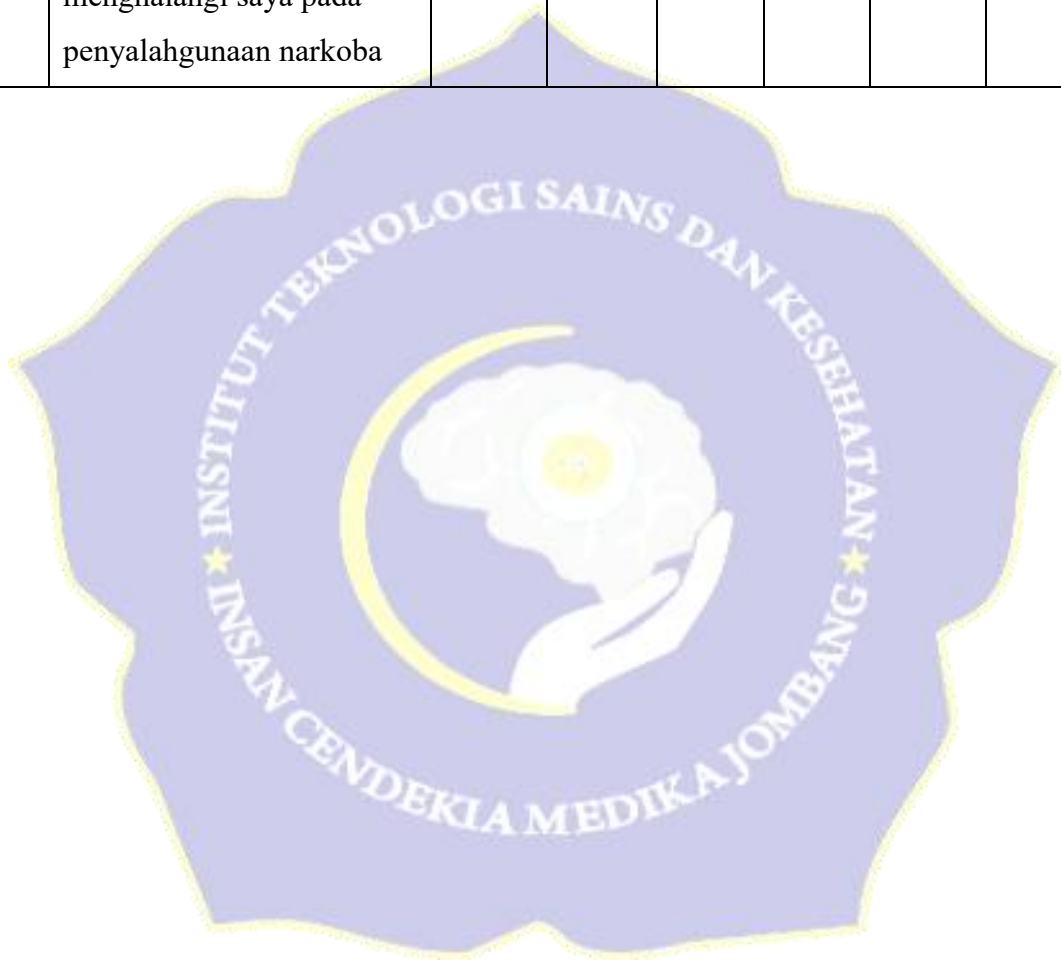 menghalangi saya pada
penyalahgunaan narkoba
INSTITUT TEKNOLOGI SAINS DAN KESEHATAN
INSAN CENDEKIA MEDIKA JOMBANG